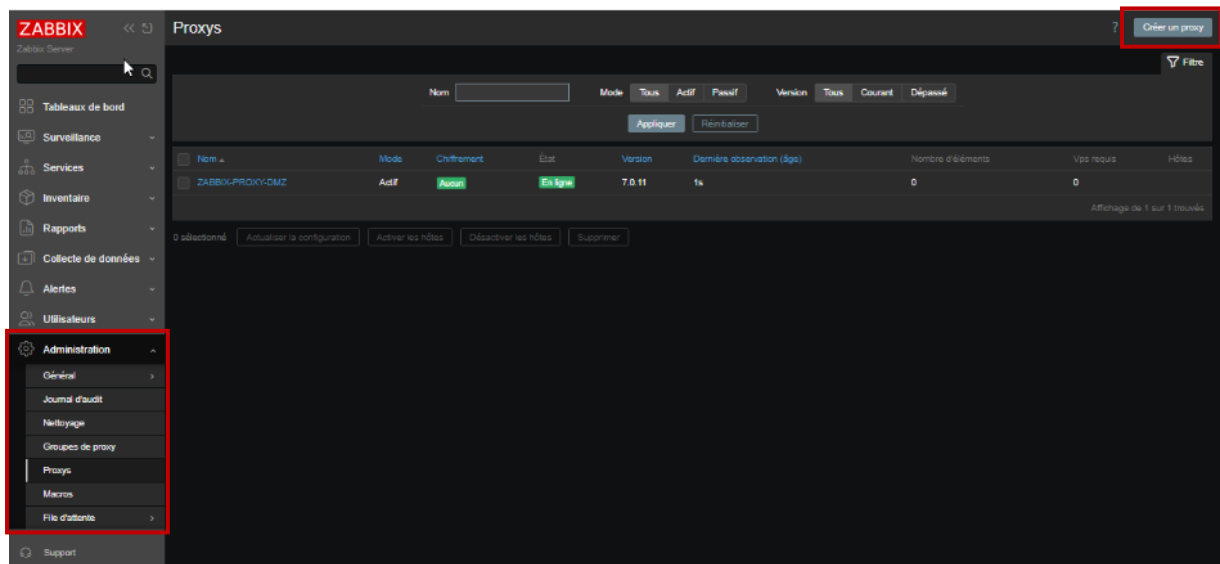 ZABBIX
Zabbix Server
Tableaux de bord
Surveillance
Services
Inventaire
Rapports
Collecte de données
Alertes
Utilisateurs
Administration
Général
Journal d'audit
Nettoyage
Groupes de proxy
Proxys
Macros
File d'attente
Support
Proxys
? Créer un proxy
Filtre
Nom Mode Tous Actif Passif Version Tous Courant Dépassé
Appliquer Réinitialiser
Nom Mode Chiffrement État Version Dernière observation (âge) Nombre d'éléments Vps requis Hôtes
ZABBIX-PROXY-DMZ Actif Aucun En ligne 7.0.11 1s 0 0
Affichage de 1 sur 1 trouvés
0 sélectionné Actualiser la configuration Activer les hôtes Désactiver les hôtes Supprimer